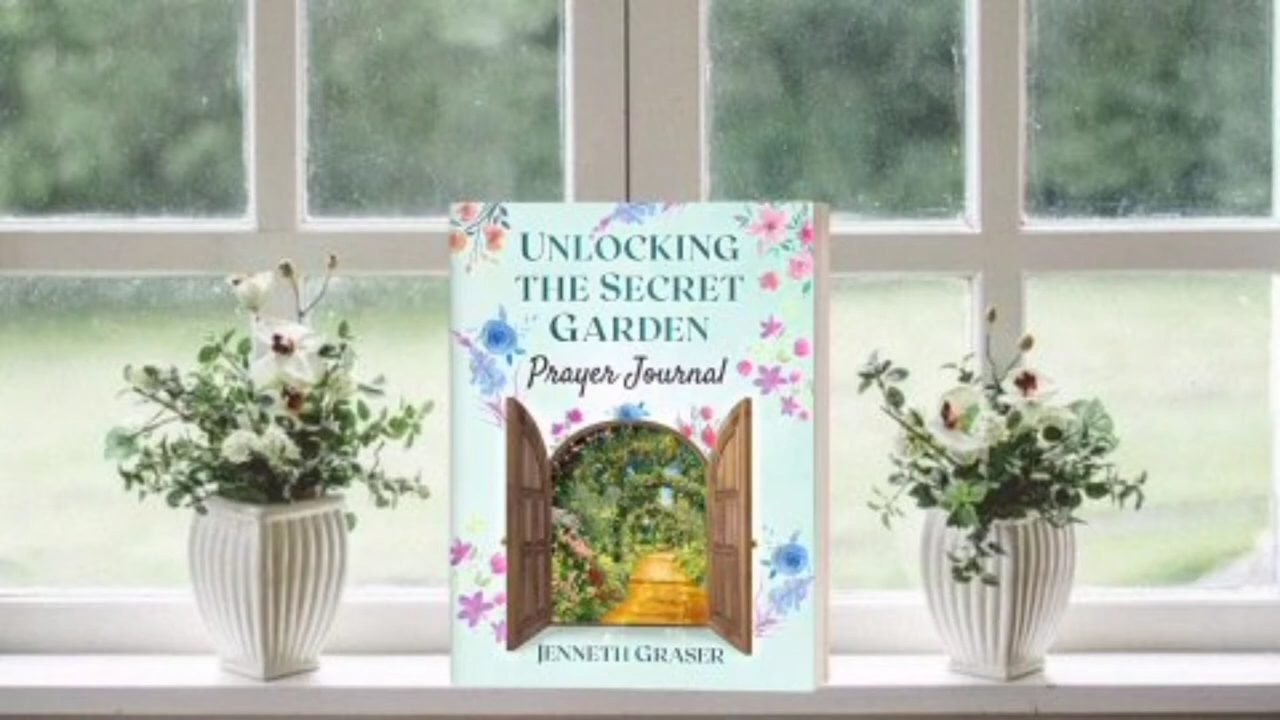 UNLOCKING
THE SECRET
GARDEN
Prayer Journal
JENNETH GRASER